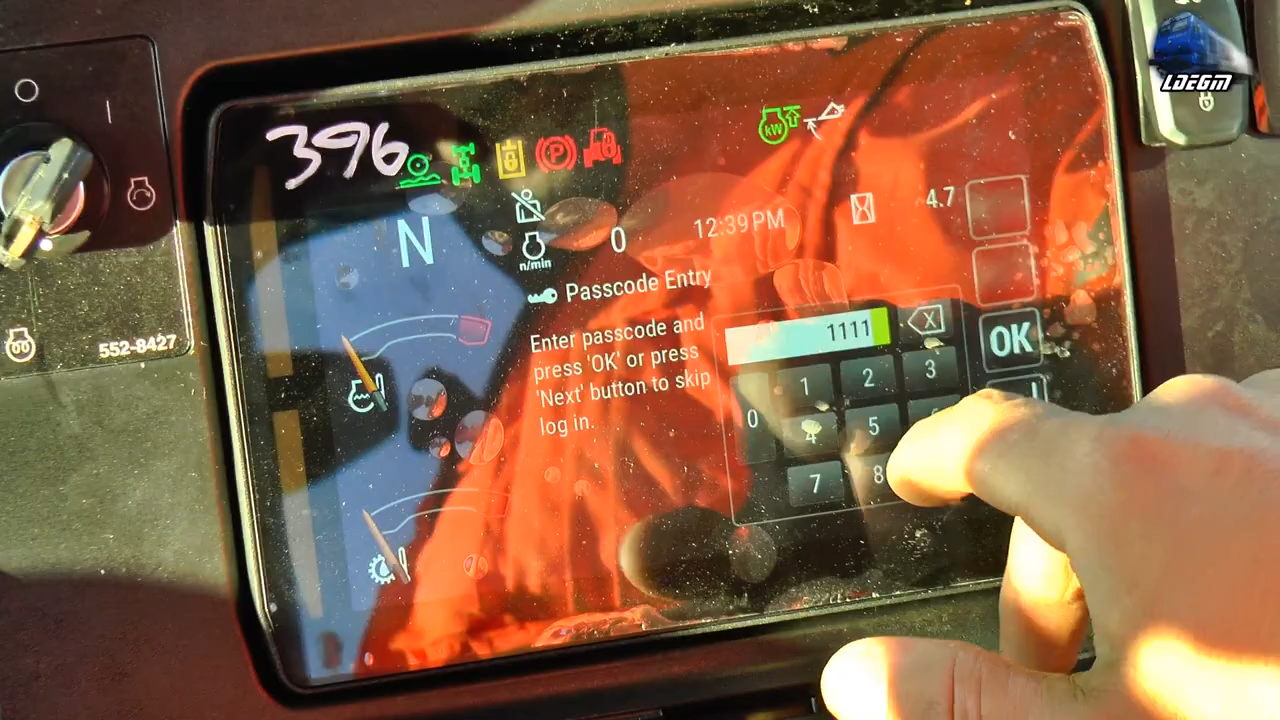 LDEGM
396
kW
P
N
n/min
0
12:39 PM
4.7
Passcode Entry
Enter passcode and
press 'OK' or press
'Next' button to skip
log in.
1111
X
OK
1 2 3
0 4 5
7 8
552-8427